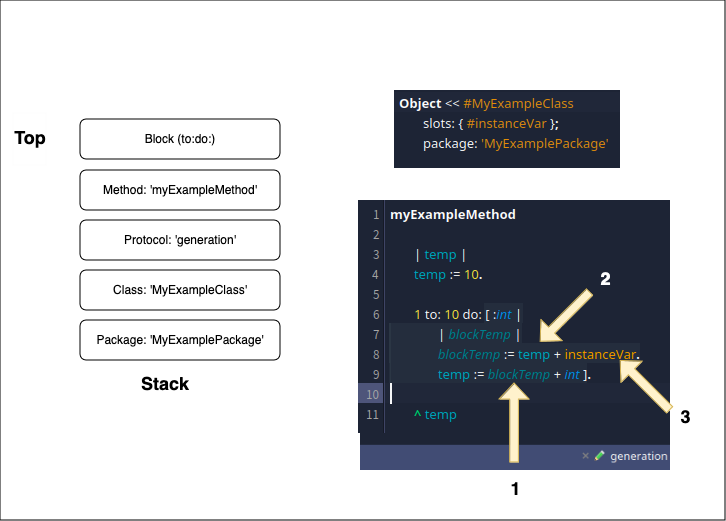 Top
Block (to:do:)
Method: 'myExampleMethod'
Protocol: 'generation'
Class: 'MyExampleClass'
Package: 'MyExamplePackage'
Stack
Object << #MyExampleClass
slots: { #instanceVar };
package: 'MyExamplePackage'
1 myExampleMethod
2
3 | temp |
4 temp := 10.
5
6 1 to: 10 do: [ :int |
7 | blockTemp |
8 blockTemp := temp + instanceVar.
9 temp := blockTemp + int ].
10
11 ^ temp
× generation
2
3
1